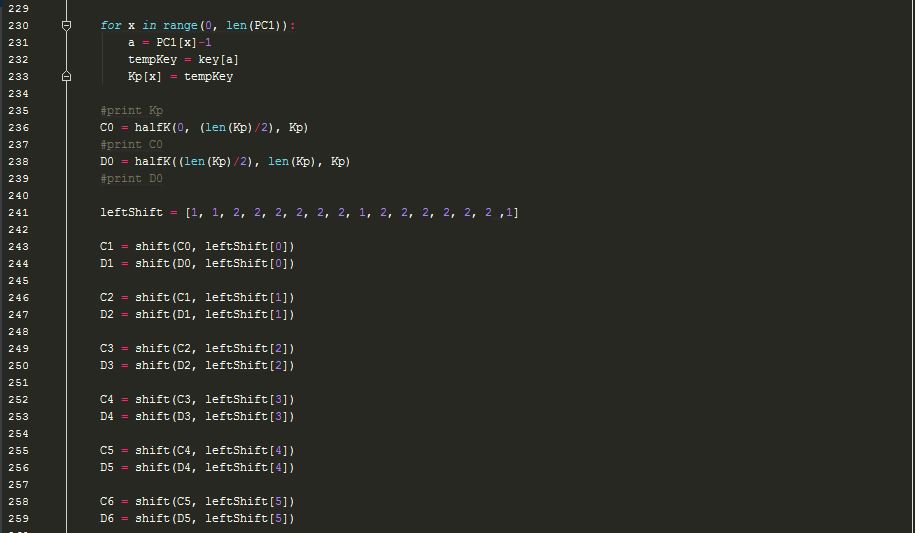 229
230 for x in range(0, len(PC1)):
231 a = PC1[x]-1
232 tempKey = key[a]
233 Kp[x] = tempKey
234
235 #print Kp
236 C0 = halfK(0, (len(Kp)/2), Kp)
237 #print C0
238 D0 = halfK((len(Kp)/2), len(Kp), Kp)
239 #print D0
240
241 leftShift = [1, 1, 2, 2, 2, 2, 2, 2, 1, 2, 2, 2, 2, 2, 2 ,1]
242
243 C1 = shift(C0, leftShift[0])
244 D1 = shift(D0, leftShift[0])
245
246 C2 = shift(C1, leftShift[1])
247 D2 = shift(D1, leftShift[1])
248
249 C3 = shift(C2, leftShift[2])
250 D3 = shift(D2, leftShift[2])
251
252 C4 = shift(C3, leftShift[3])
253 D4 = shift(D3, leftShift[3])
254
255 C5 = shift(C4, leftShift[4])
256 D5 = shift(D4, leftShift[4])
257
258 C6 = shift(C5, leftShift[5])
259 D6 = shift(D5, leftShift[5])